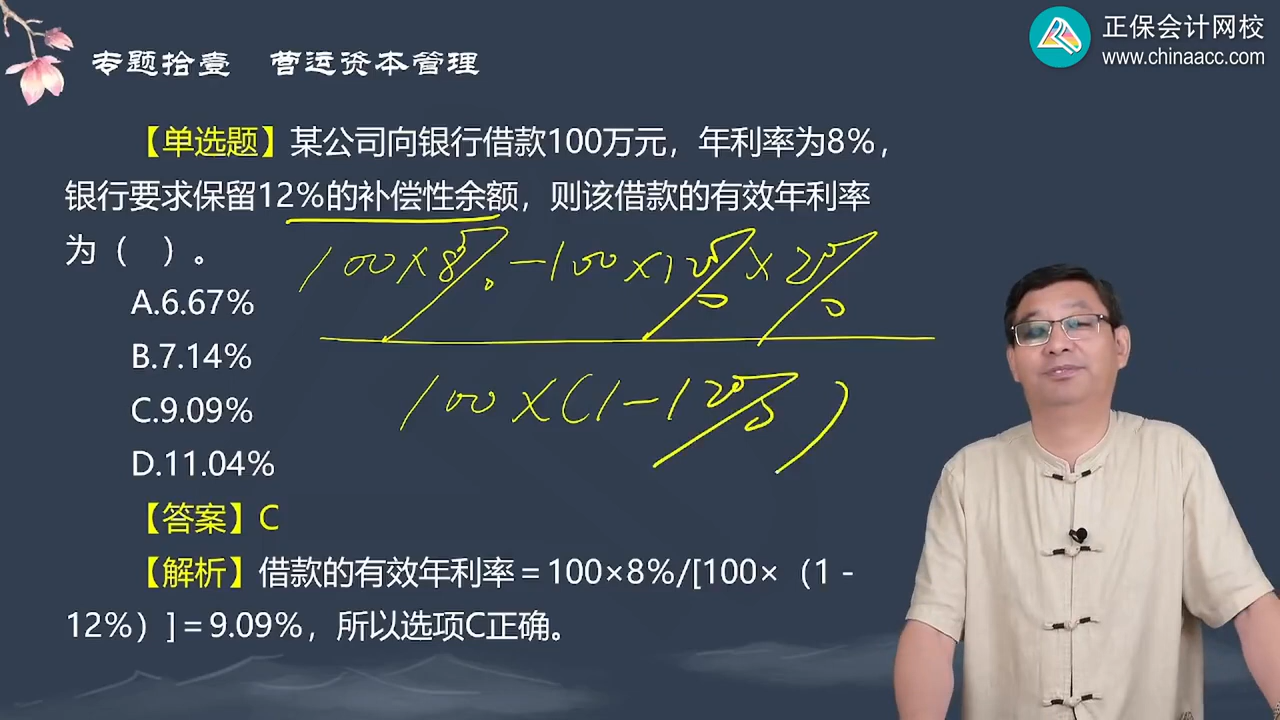 正保会计网校
www.chinaacc.com
专题拾壹 营运资本管理
【单选题】某公司向银行借款100万元，年利率为8%，
银行要求保留12%的补偿性余额，则该借款的有效年利率
为（ ）。
100×8%-100×12%×2%
100×(1-12%)
A.6.67%
B.7.14%
C.9.09%
D.11.04%
【答案】C
【解析】借款的有效年利率＝100×8%/[100×（1-
12%）]＝9.09%，所以选项C正确。